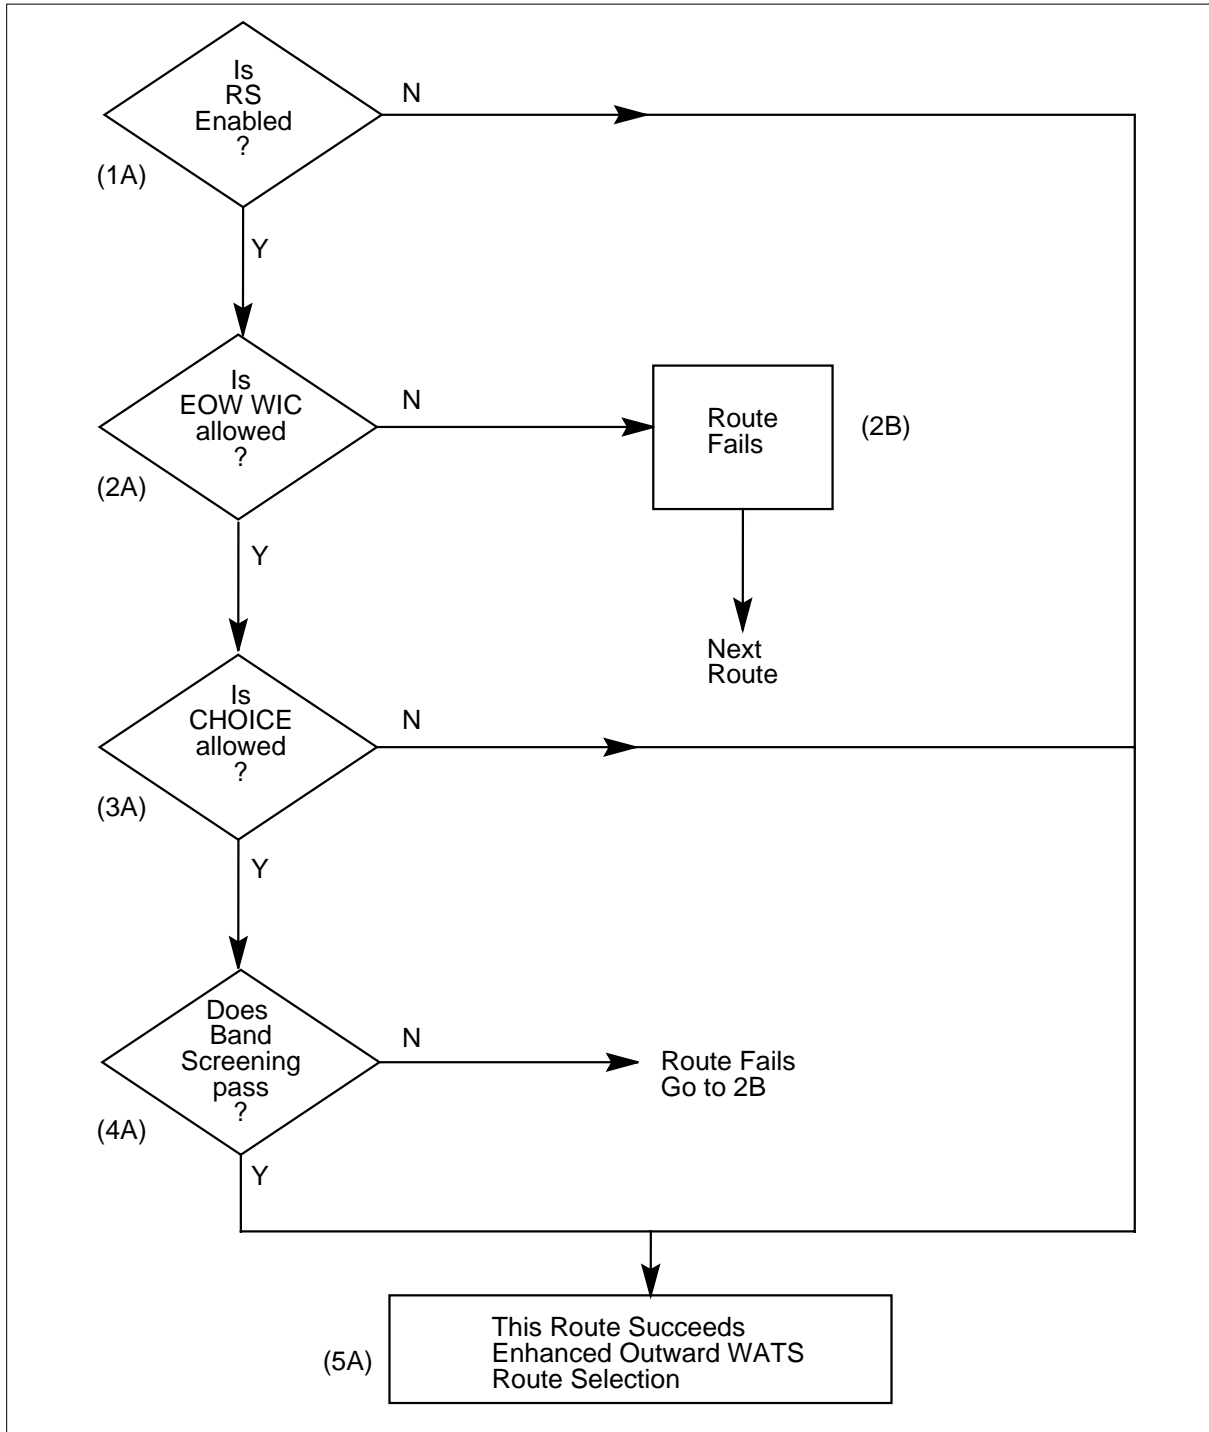 Is
RS
Enabled
?
N
(1A)
Y
Is
EOW WIC
allowed
?
N
(2A)
Route
Fails
(2B)
Y
Next
Route
Is
CHOICE
allowed
?
N
(3A)
Y
Does
Band
Screening
pass
?
N
(4A)
Route Fails
Go to 2B
Y
This Route Succeeds
Enhanced Outward WATS
Route Selection
(5A)